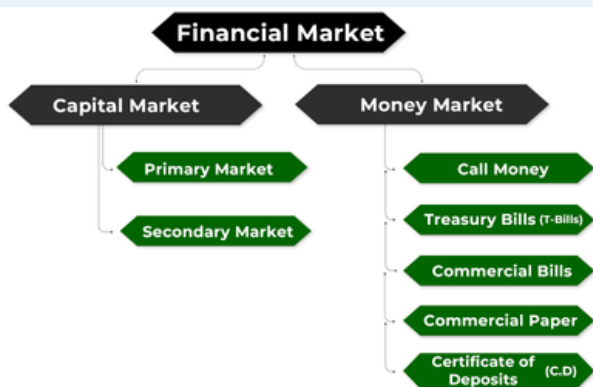 Financial Market
Capital Market
Money Market
Primary Market
Secondary Market
Call Money
Treasury Bills (T-Bills)
Commercial Bills
Commercial Paper
Certificate of
Deposits (C.D)